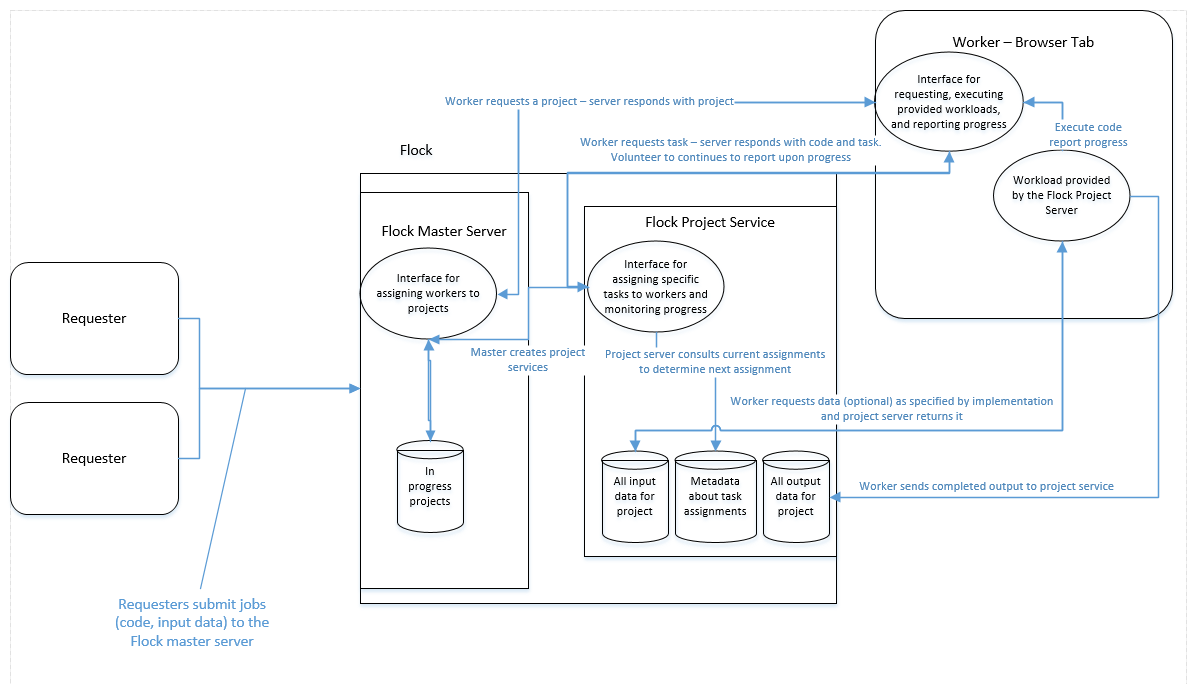 Worker – Browser Tab
Interface for
requesting, executing
provided workloads,
and reporting progress
Worker requests a project – server responds with project
Execute code
report progress
Flock
Worker requests task – server responds with code and task.
Volunteer to continues to report upon progress
Workload provided
by the Flock Project
Server
Flock Project Service
Flock Master Server
Interface for
assigning specific
tasks to workers and
monitoring progress
Interface for
assigning workers to
projects
Requester
Master creates project
services
Project server consults current assignments
to determine next assignment
Worker requests data (optional) as specified by implementation
and project server returns it
Requester
In
progress
projects
All input
data for
project
Metadata
about task
assignments
All output
data for
project
Worker sends completed output to project service
Requesters submit jobs
(code, input data) to the
Flock master server